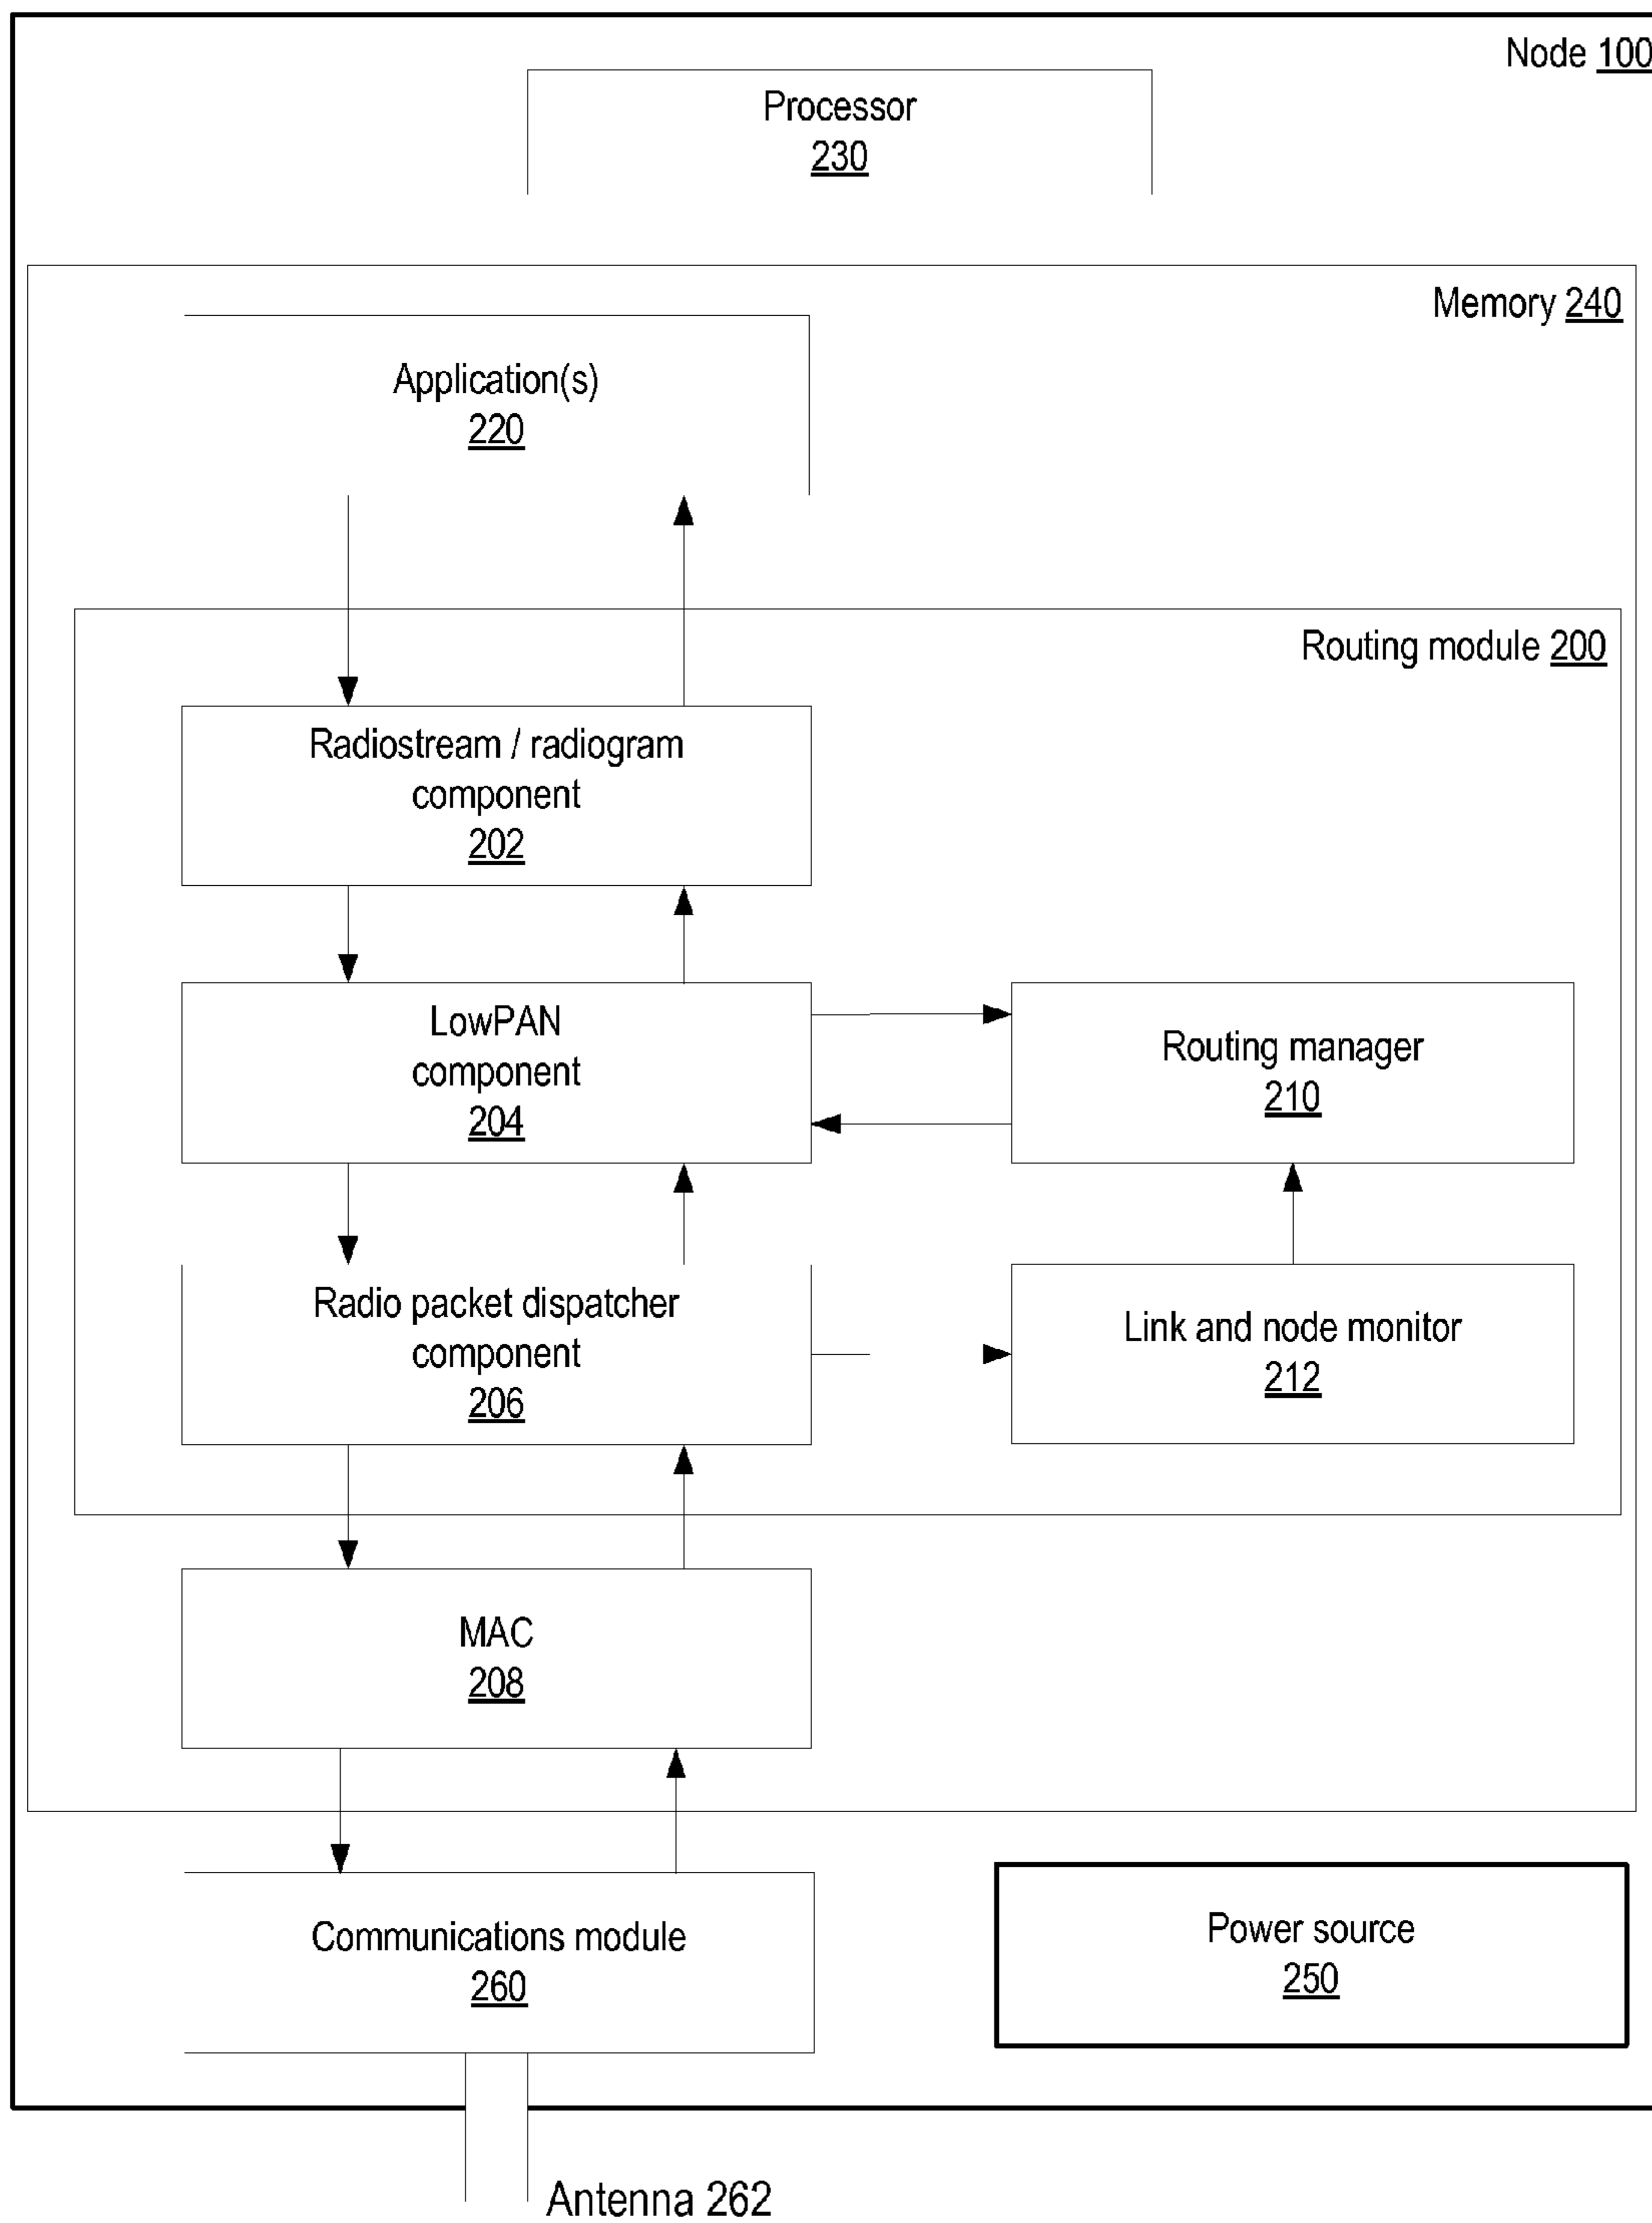 Node 100
Processor
230
Memory 240
Application(s)
220
Routing module 200
Radiostream / radiogram
component
202
LowPAN
component
204
Routing manager
210
Radio packet dispatcher
component
206
Link and node monitor
212
MAC
208
Communications module
260
Power source
250
Antenna 262